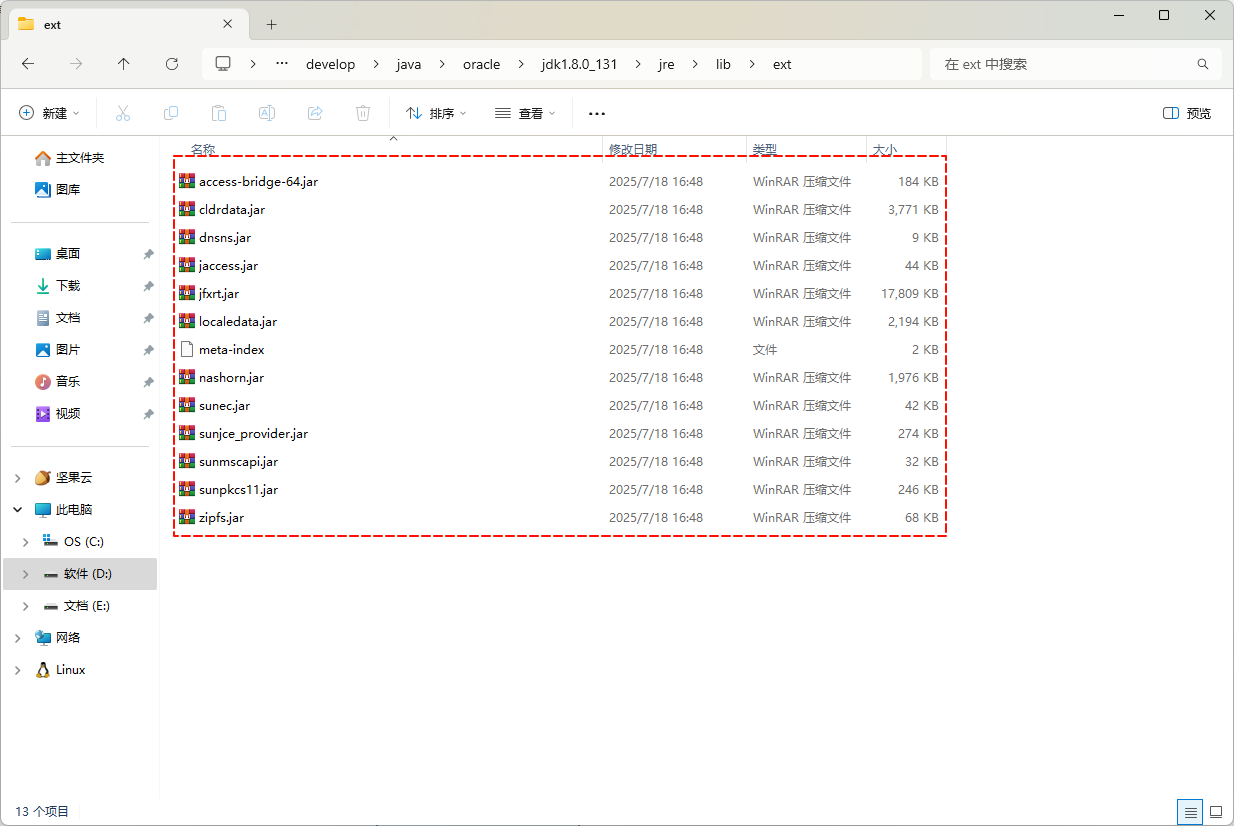 ext
develop java oracle jdk1.8.0_131 jre lib ext
在 ext 中搜索
新建 排序 查看 预览
名称 修改日期 类型 大小
access-bridge-64.jar 2025/7/18 16:48 WinRAR 压缩文件 184 KB
cldrdata.jar 2025/7/18 16:48 WinRAR 压缩文件 3,771 KB
dnsns.jar 2025/7/18 16:48 WinRAR 压缩文件 9 KB
jaccess.jar 2025/7/18 16:48 WinRAR 压缩文件 44 KB
jfxrt.jar 2025/7/18 16:48 WinRAR 压缩文件 17,809 KB
localedata.jar 2025/7/18 16:48 WinRAR 压缩文件 2,194 KB
meta-index 2025/7/18 16:48 文件 2 KB
nashorn.jar 2025/7/18 16:48 WinRAR 压缩文件 1,976 KB
sunec.jar 2025/7/18 16:48 WinRAR 压缩文件 42 KB
sunjce_provider.jar 2025/7/18 16:48 WinRAR 压缩文件 274 KB
sunmscapi.jar 2025/7/18 16:48 WinRAR 压缩文件 32 KB
sunpkcs11.jar 2025/7/18 16:48 WinRAR 压缩文件 246 KB
zipfs.jar 2025/7/18 16:48 WinRAR 压缩文件 68 KB
主文件夹
图库
桌面
下载
文档
图片
音乐
视频
坚果云
此电脑
OS (C:)
软件 (D:)
文档 (E:)
网络
Linux
13 个项目